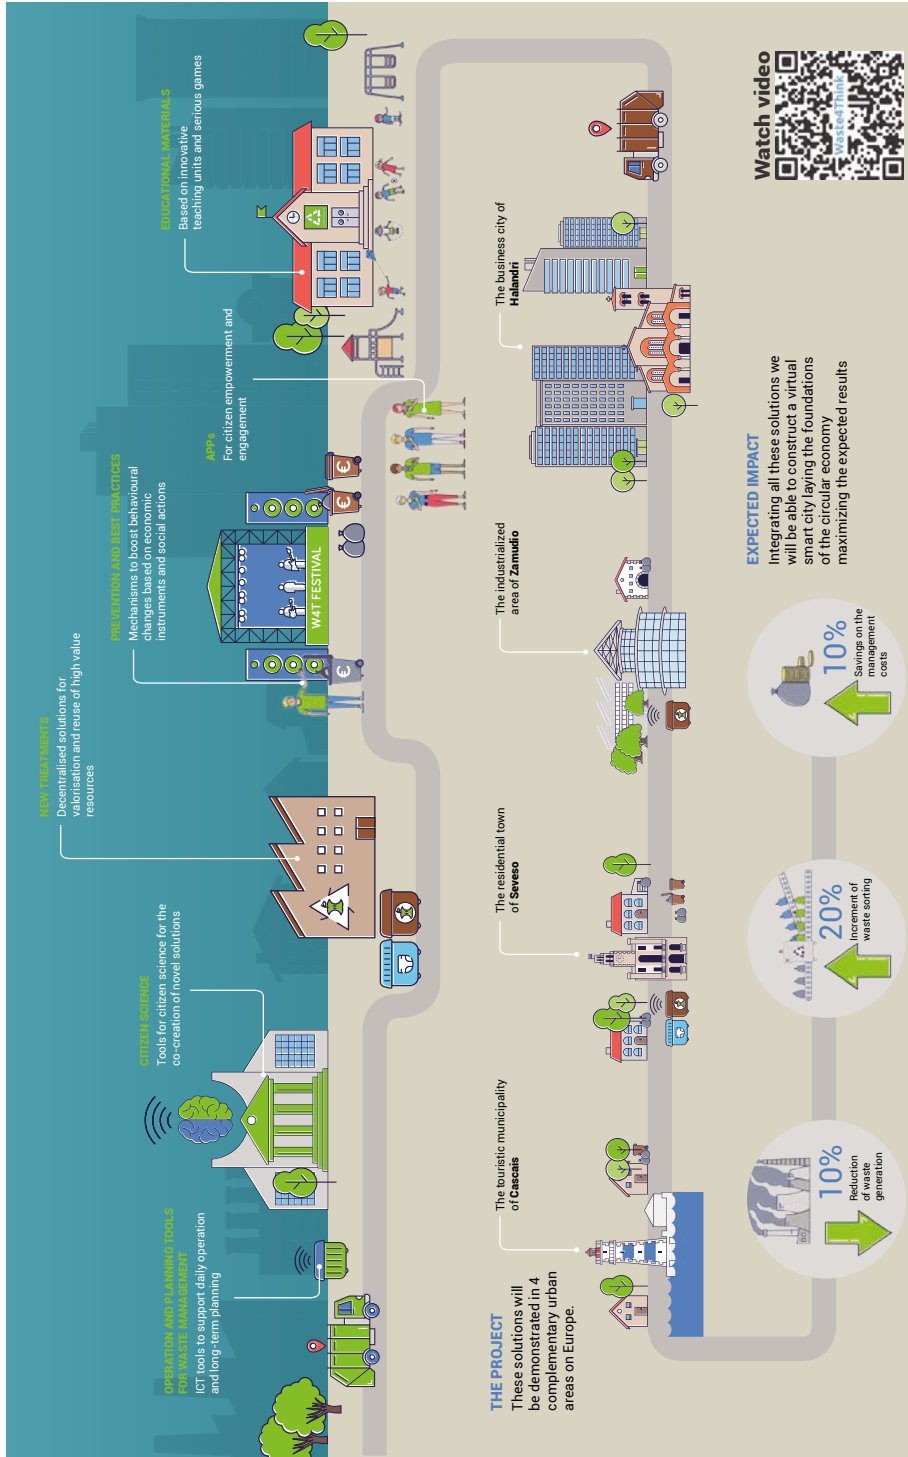 OPERATION AND PLANNING TOOLS
FOR WASTE MANAGEMENT
ICT tools to support daily operation
and long-term planning
CITIZEN SCIENCE
Tools for citizen science for the
co-creation of novel solutions
NEW TREATMENTS
Decentralised solutions for
valorisation and reuse of high value
resources
PREVENTION AND BEST PRACTICES
Mechanisms to boost behavioural
changes based on economic
instruments and social actions
APPs
For citizen empowerment and
engagement
EDUCATIONAL MATERIALS
Based on innovative
teaching units and serious games
W4T FESTIVAL
€
€
€
THE PROJECT
These solutions will
be demonstrated in 4
complementary urban
areas on Europe.
The touristic municipality
of Cascais
The residential town
of Seveso
The industrialized
area of Zamudio
The business city of
Halandri
10%
Reduction
of waste
generation
20%
Increment of
waste sorting
10%
Savings on the
management
costs
EXPECTED IMPACT
Integrating all these solutions we
will be able to construct a virtual
smart city laying the foundations
of the circular economy
maximizing the expected results
Watch video
Waste4Think